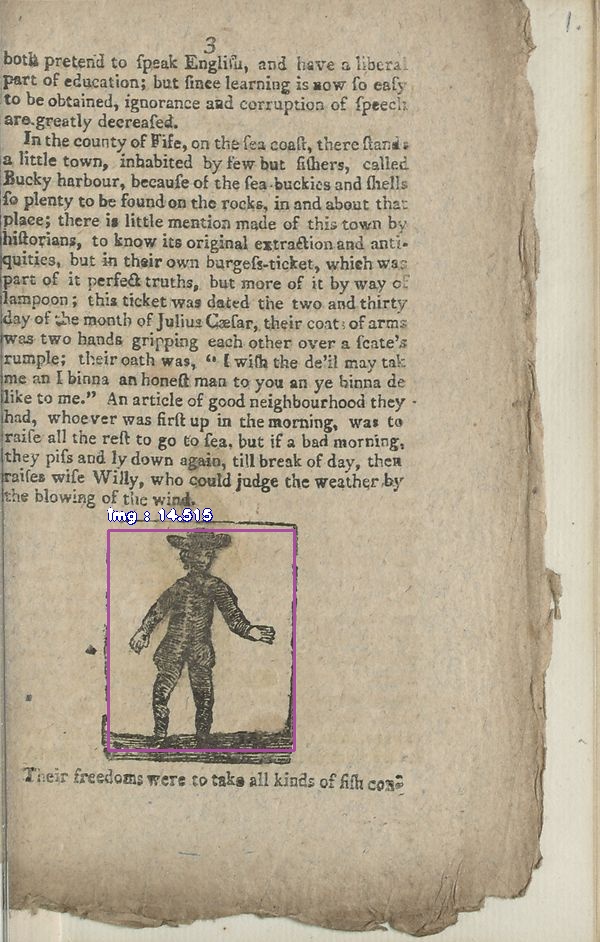 3
1.
both pretend to ſpeak Engliſh, and have a liberal
part of education; but ſince learning is now ſo eaſy
to be obtained, ignorance and corruption of ſpeech
are greatly decreaſed.
In the county of Fife, on the ſea coaſt, there ſtands
a little town, inhabited by few but fiſhers, called
Bucky harbour, becauſe of the ſea-buckies and ſhells
ſo plenty to be found on the rocks, in and about that
place; there is little mention made of this town by
hiſtorians, to know its original extraction and anti-
quities, but in their own burgeſs-ticket, which was
part of it perfect truths, but more of it by way of
lampoon; this ticket was dated the two and thirty
day of the month of Julius Cæſar, their coat of arms
was two hands gripping each other over a ſcate's
rumple; their oath was, “ I wiſh the de'il may tak
me an I binna an honeſt man to you an ye binna de
like to me.” An article of good neighbourhood they
had, whoever was firſt up in the morning, was to
raiſe all the reſt to go to ſea, but if a bad morning,
they piſs and ly down again, till break of day, then
raiſes wiſe Willy, who could judge the weather by
the blowing of the wind.
img : 14.515
Their freedoms were to take all kinds of fiſh con-